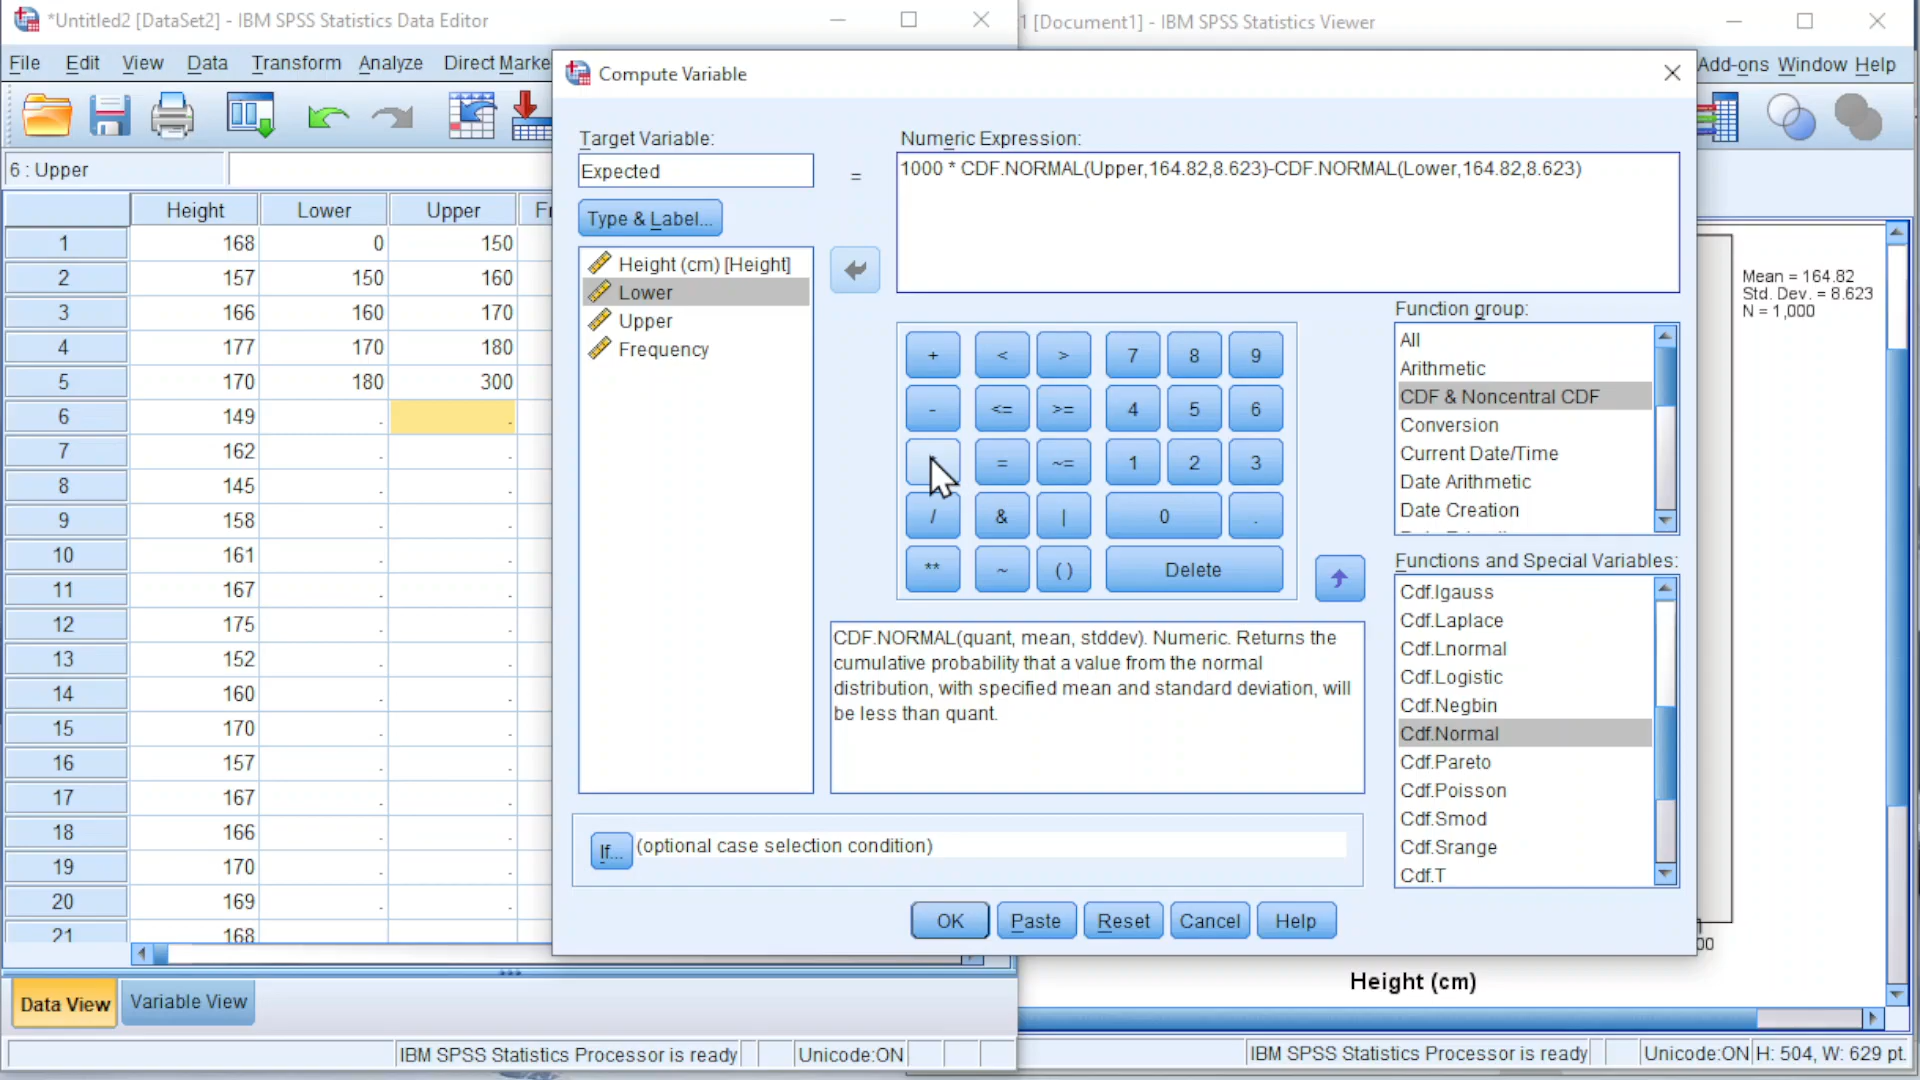 *Untitled2 [DataSet2] - IBM SPSS Statistics Data Editor
1 [Document1] - IBM SPSS Statistics Viewer
File Edit View Data Transform Analyze Direct Marke
Add-ons Window Help
6 : Upper
Height Lower Upper
1 168 0 150
2 157 150 160
3 166 160 170
4 177 170 180
5 170 180 300
6 149 . .
7 162 . .
8 145 . .
9 158 . .
10 161 . .
11 167 . .
12 175 . .
13 152 . .
14 160 . .
15 170 . .
16 157 . .
17 167 . .
18 166 . .
19 170 . .
20 169 . .
21 168
Data View Variable View
IBM SPSS Statistics Processor is ready Unicode:ON
Compute Variable
Target Variable:
Expected
=
Type & Label...
Height (cm) [Height]
Lower
Upper
Frequency
Numeric Expression:
1000 * CDF.NORMAL(Upper,164.82,8.623)-CDF.NORMAL(Lower,164.82,8.623)
+ < > 7 8 9
- <= >= 4 5 6
= ~= 1 2 3
/ & | 0 .
** ~ ( ) Delete
CDF.NORMAL(quant, mean, stddev). Numeric. Returns the
cumulative probability that a value from the normal
distribution, with specified mean and standard deviation, will
be less than quant.
Function group:
All
Arithmetic
CDF & Noncentral CDF
Conversion
Current Date/Time
Date Arithmetic
Date Creation
Functions and Special Variables:
Cdf.Igauss
Cdf.Laplace
Cdf.Lnormal
Cdf.Logistic
Cdf.Negbin
Cdf.Normal
Cdf.Pareto
Cdf.Poisson
Cdf.Smod
Cdf.Srange
Cdf.T
If... (optional case selection condition)
OK Paste Reset Cancel Help
Mean = 164.82
Std. Dev. = 8.623
N = 1,000
00
Height (cm)
IBM SPSS Statistics Processor is ready Unicode:ON H: 504, W: 629 pt.